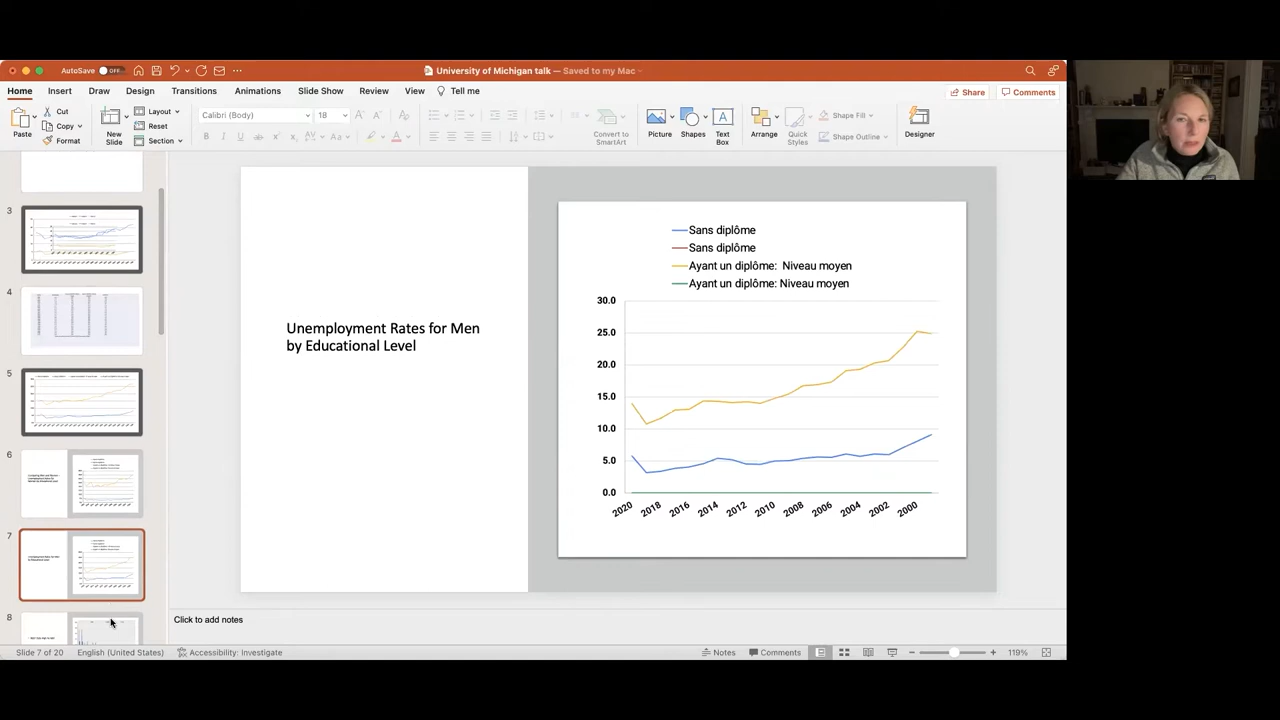 AutoSave OFF
University of Michigan talk — Saved to my Mac
Home Insert Draw Design Transitions Animations Slide Show Review View Tell me
Share Comments
Paste
Cut
Copy
Format
New
Slide
Layout
Reset
Section
Calibri (Body) 18
Convert to
SmartArt
Picture
Shapes
Text
Box
Arrange
Quick
Styles
Shape Fill
Shape Outline
Designer
3
4
5
6
7
8
Unemployment Rates for Men
by Educational Level
Sans diplôme
Sans diplôme
Ayant un diplôme: Niveau moyen
Ayant un diplôme: Niveau moyen
30.0
25.0
20.0
15.0
10.0
5.0
0.0
2020 2018 2016 2014 2012 2010 2008 2006 2004 2002 2000
Click to add notes
Slide 7 of 20 English (United States) Accessibility: Investigate Notes Comments 119%